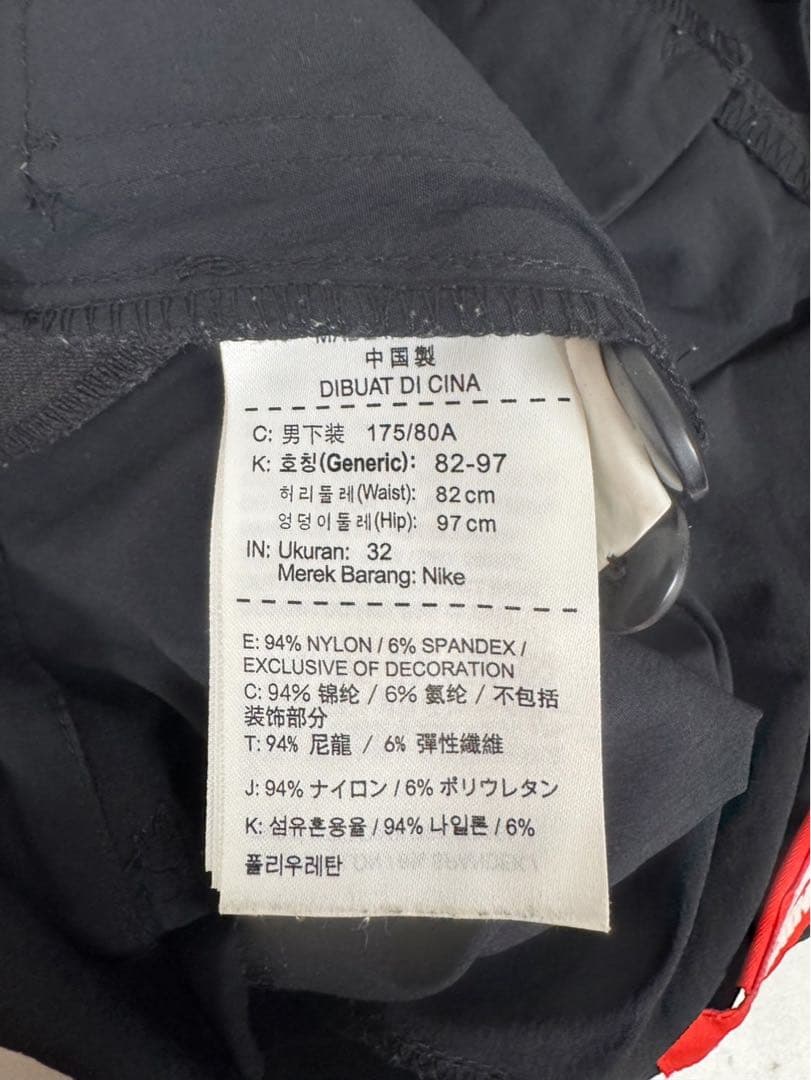 中国製
DIBUAT DI CINA
C: 男下装 175/80A
K: 호칭(Generic): 82-97
허리둘레(Waist): 82 cm
엉덩이둘레(Hip): 97 cm
IN: Ukuran: 32
Merek Barang: Nike
E: 94% NYLON / 6% SPANDEX /
EXCLUSIVE OF DECORATION
C: 94% 锦纶 / 6% 氨纶 / 不包括
装饰部分
T: 94% 尼龍 / 6% 彈性纖維
J: 94% ナイロン / 6% ポリウレタン
K: 섬유혼용율 / 94% 나일론 / 6%
폴리우레탄